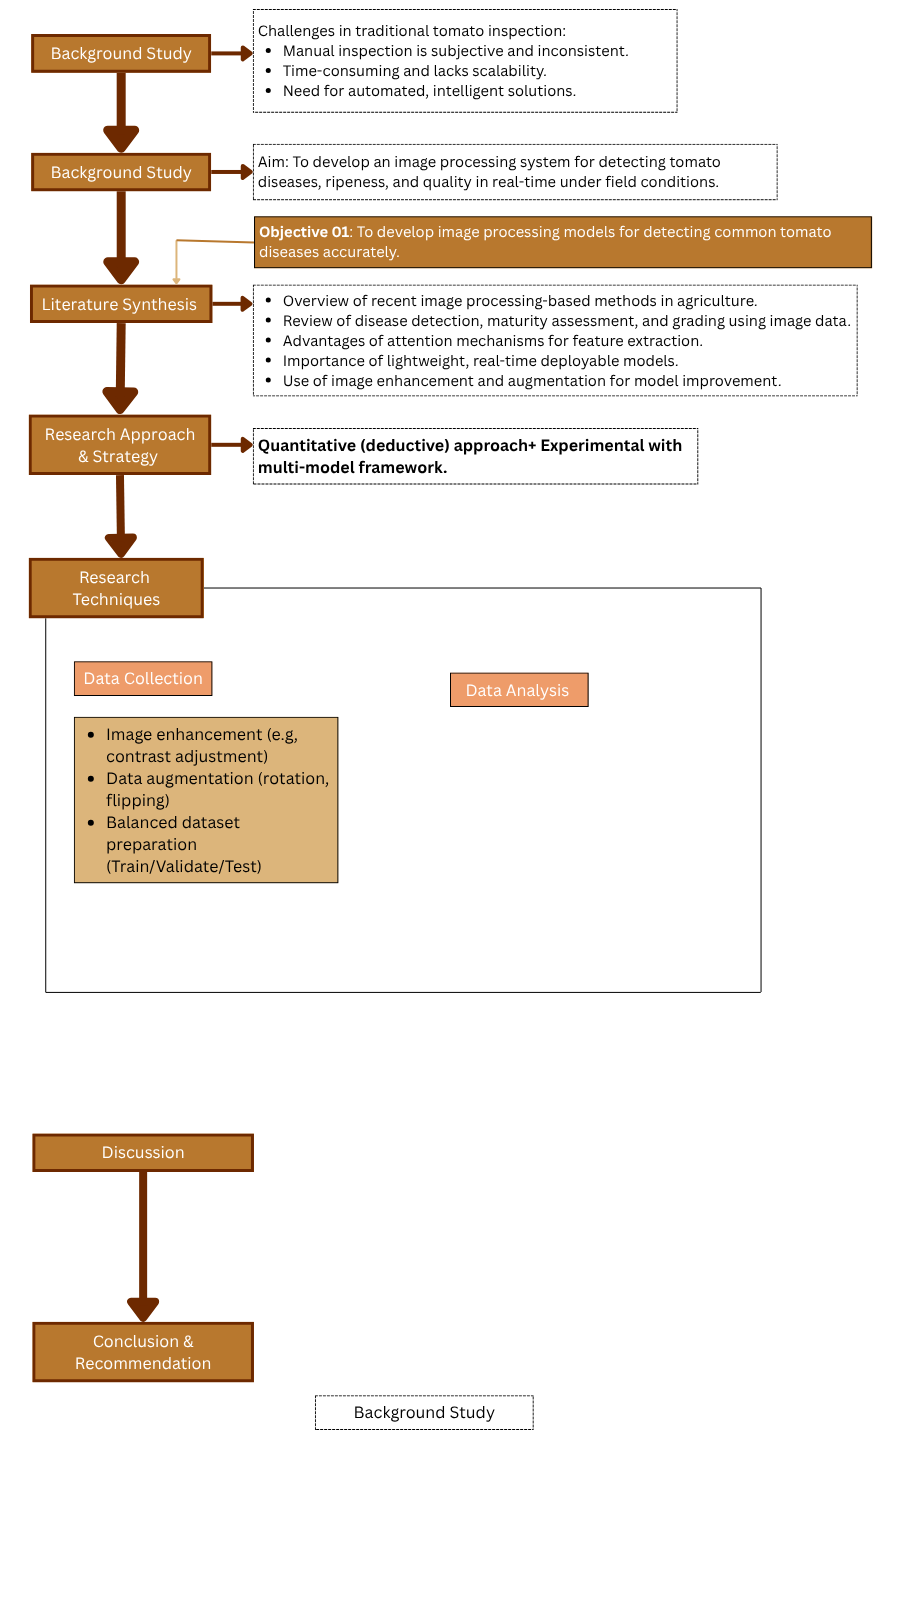 Background Study
Challenges in traditional tomato inspection:
• Manual inspection is subjective and inconsistent.
• Time-consuming and lacks scalability.
• Need for automated, intelligent solutions.
Background Study
Aim: To develop an image processing system for detecting tomato
diseases, ripeness, and quality in real-time under field conditions.
Objective 01: To develop image processing models for detecting common tomato
diseases accurately.
Literature Synthesis
• Overview of recent image processing-based methods in agriculture.
• Review of disease detection, maturity assessment, and grading using image data.
• Advantages of attention mechanisms for feature extraction.
• Importance of lightweight, real-time deployable models.
• Use of image enhancement and augmentation for model improvement.
Research Approach
& Strategy
Quantitative (deductive) approach+ Experimental with
multi-model framework.
Research
Techniques
Data Collection
Data Analysis
• Image enhancement (e.g,
contrast adjustment)
• Data augmentation (rotation,
flipping)
• Balanced dataset
preparation
(Train/Validate/Test)
Discussion
Conclusion &
Recommendation
Background Study